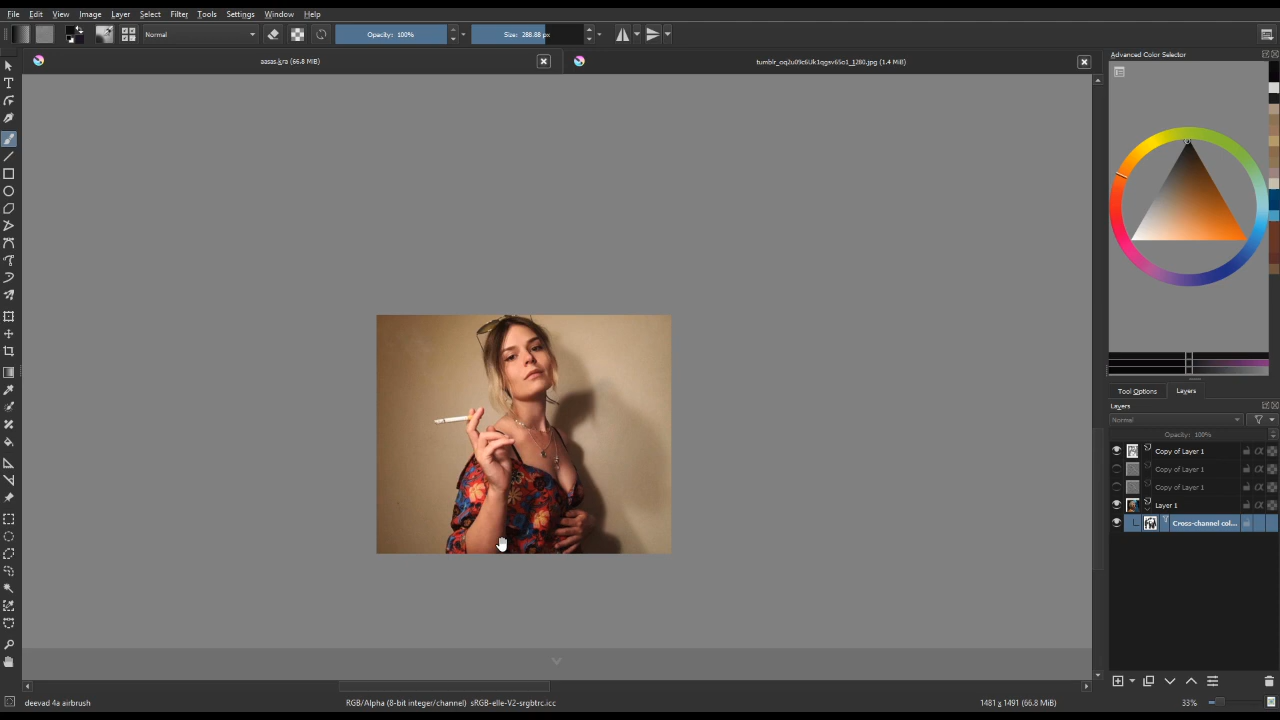 File Edit View Image Layer Select Filter Tools Settings Window Help
Normal Opacity: 100% Size: 288.88 px
aasas.kra (66.8 MiB)
Advanced Color Selector
Tool Options Layers
Layers
Normal
Opacity: 100%
Copy of Layer 1
Copy of Layer 1
Copy of Layer 1
Layer 1
Cross-channel col...
deevad 4a airbrush RGB/Alpha (8-bit integer/channel) sRGB-elle-V2-srgbtrc.icc 1481 x 1491 (66.8 MiB) 33%